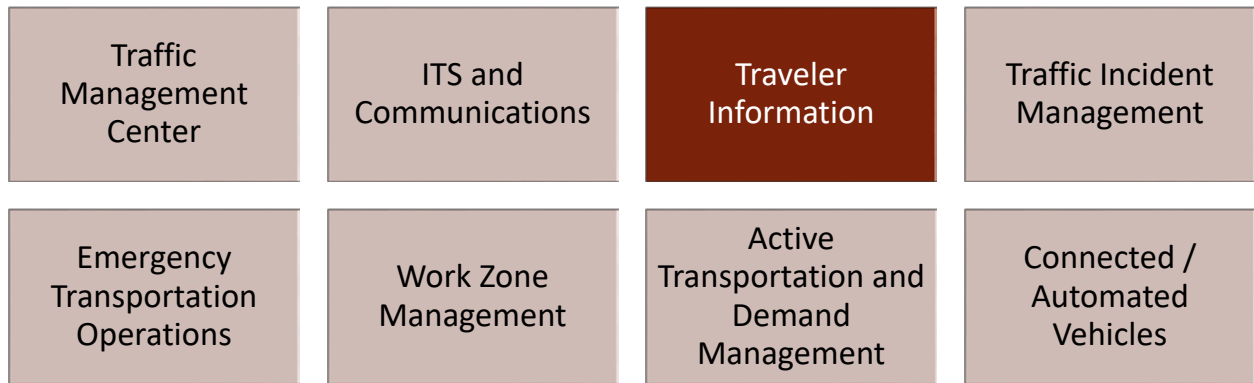 Traffic
Management
Center
ITS and
Communications
Traveler
Information
Traffic Incident
Management
Emergency
Transportation
Operations
Work Zone
Management
Active
Transportation and
Demand
Management
Connected /
Automated
Vehicles